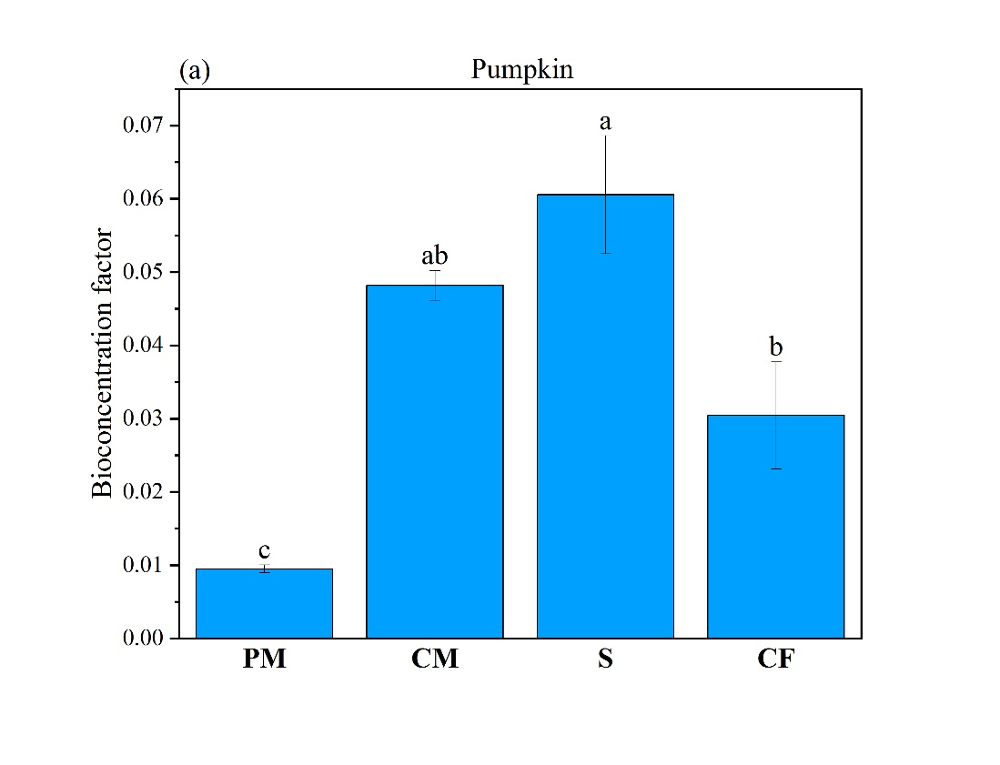 (a)
Pumpkin
a
ab
b
c
0.07
0.06
0.05
0.04
0.03
0.02
0.01
0.00
Bioconcentration factor
PM CM S CF